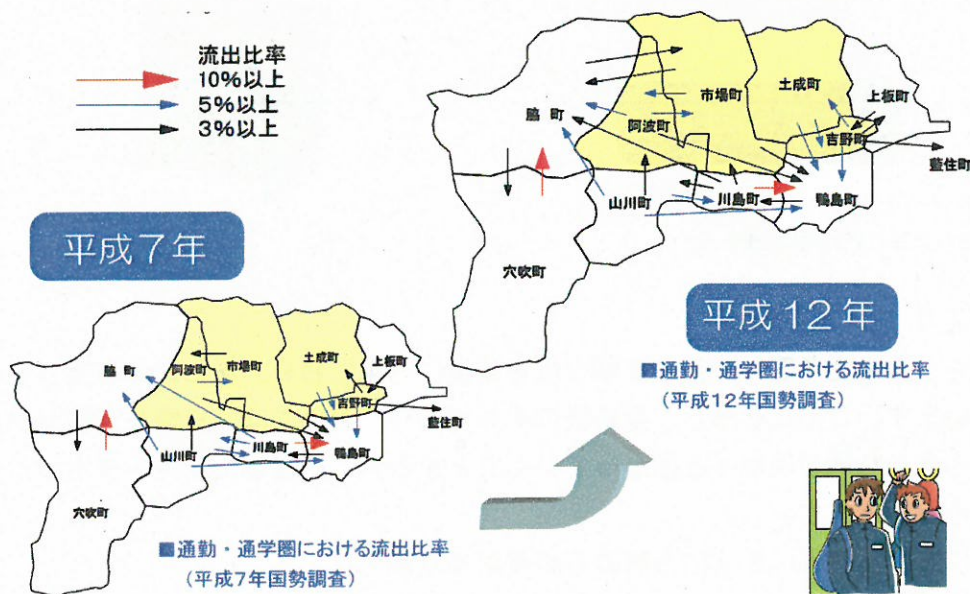 流出比率
10%以上
5%以上
3%以上
市場町
土成町
上板町
脇 町
阿波町
吉野町
藍住町
山川町
川島町
鴨島町
穴吹町
平成7年
平成12年
■通勤・通学圏における流出比率
(平成12年国勢調査)
脇 町
阿波町
市場町
土成町
上板町
吉野町
藍住町
山川町
川島町
鴨島町
穴吹町
■通勤・通学圏における流出比率
(平成7年国勢調査)